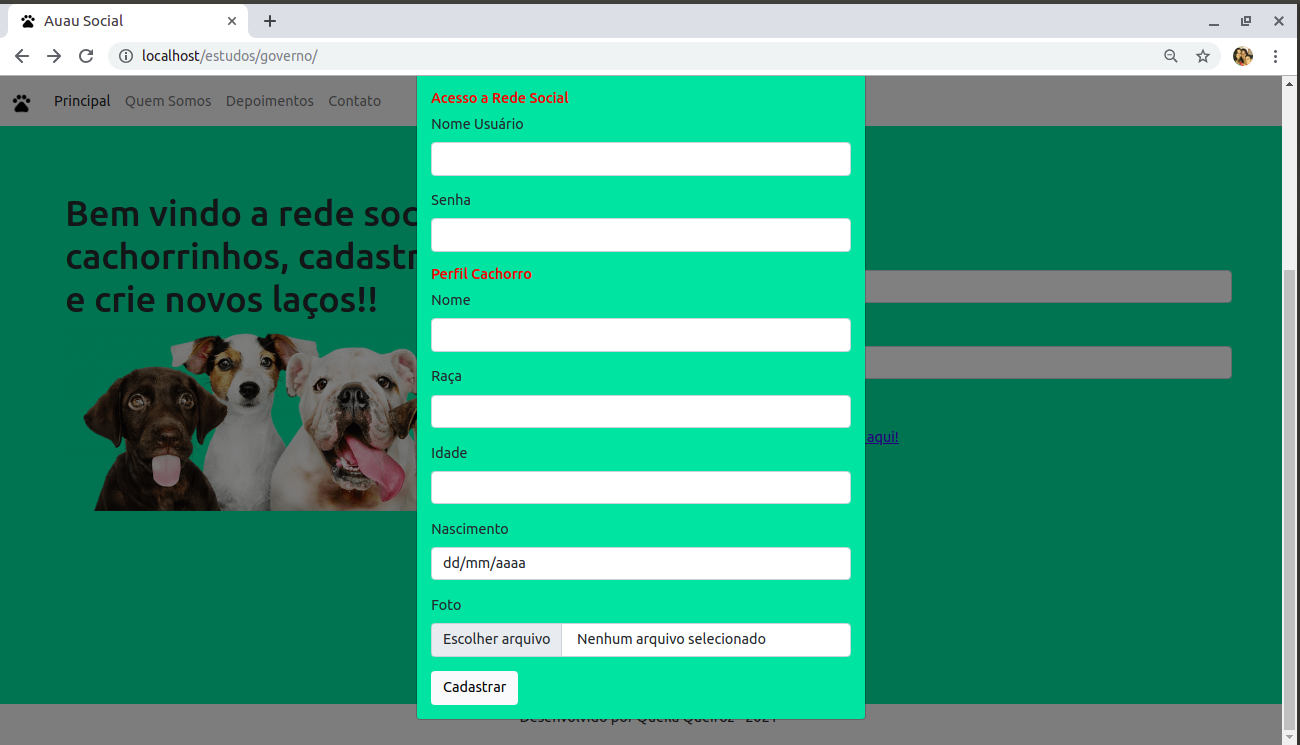 Auau Social
localhost/estudos/governo/
Principal Quem Somos Depoimentos Contato
Bem vindo a rede soc
cachorrinhos, cadastr
e crie novos laços!!
Acesso a Rede Social
Nome Usuário
Senha
Perfil Cachorro
Nome
Raça
Idade
Nascimento
dd/mm/aaaa
Foto
Escolher arquivo Nenhum arquivo selecionado
Cadastrar
aqui!
Desenvolvido por Queiroz 2021